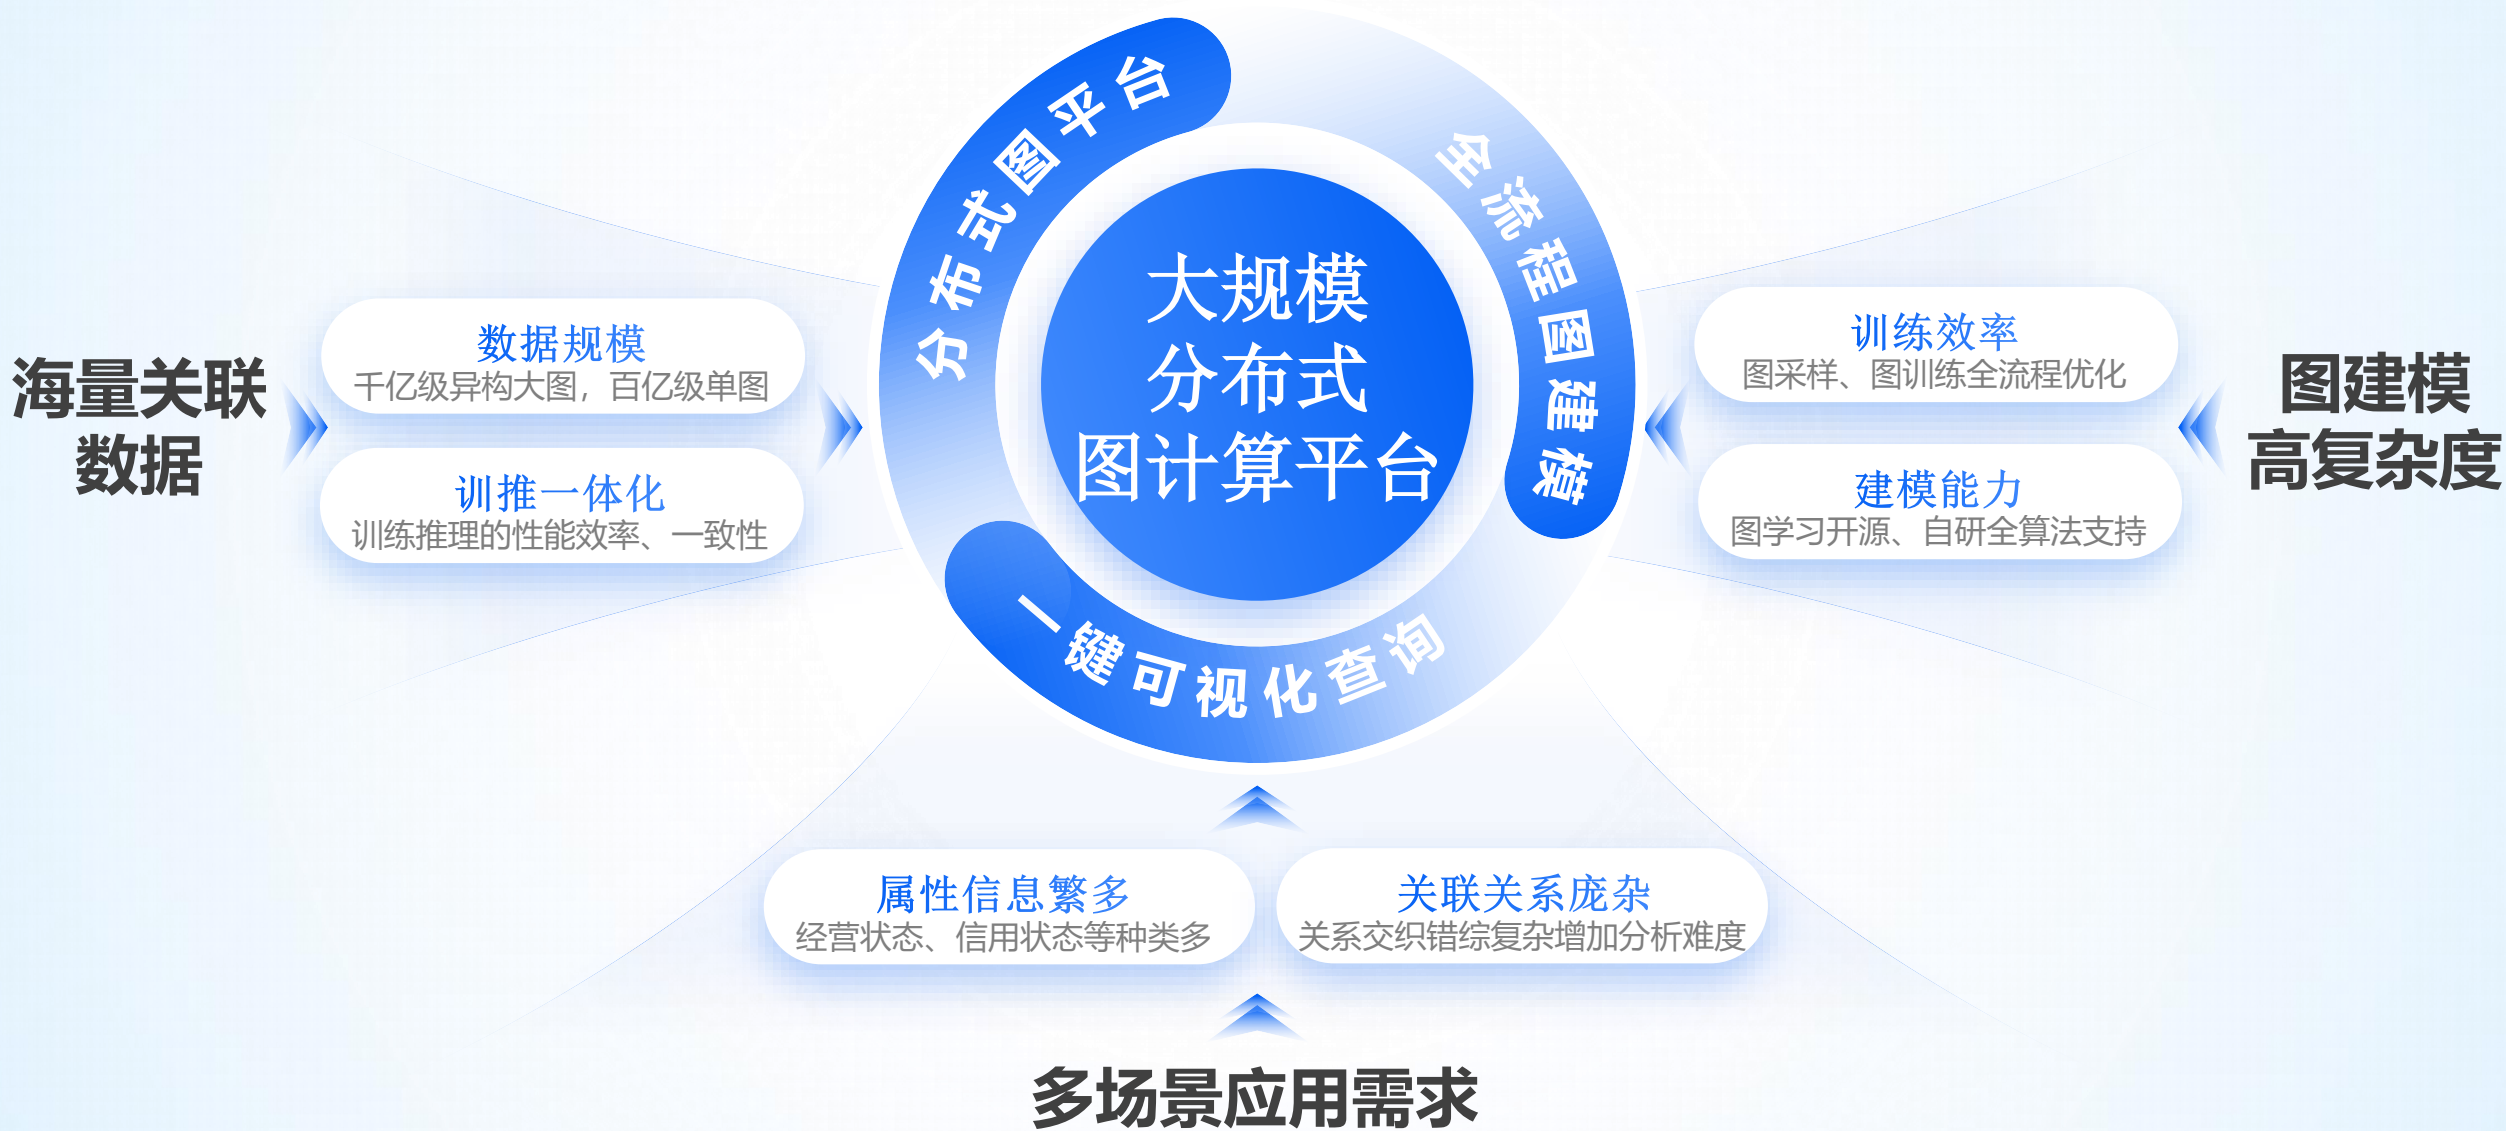 分布式图平台
全流程图建模
一键可视化查询
大规模
分布式
图计算平台
海量关联
数据
数据规模
千亿级异构大图，百亿级单图
训推一体化
训练推理的性能效率、一致性
训练效率
图采样、图训练全流程优化
建模能力
图学习开源、自研全算法支持
图建模
高复杂度
属性信息繁多
经营状态、信用状态等种类多
关联关系庞杂
关系交织错综复杂增加分析难度
多场景应用需求